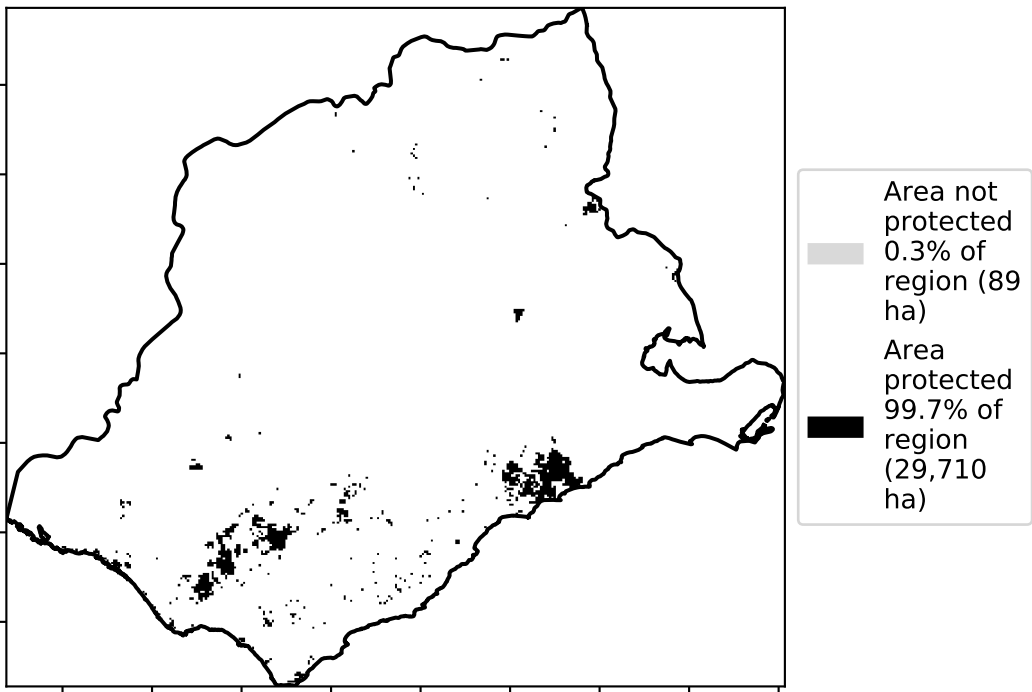 Area not
protected
0.3% of
region (89
ha)
Area
protected
99.7% of
region
(29,710
ha)